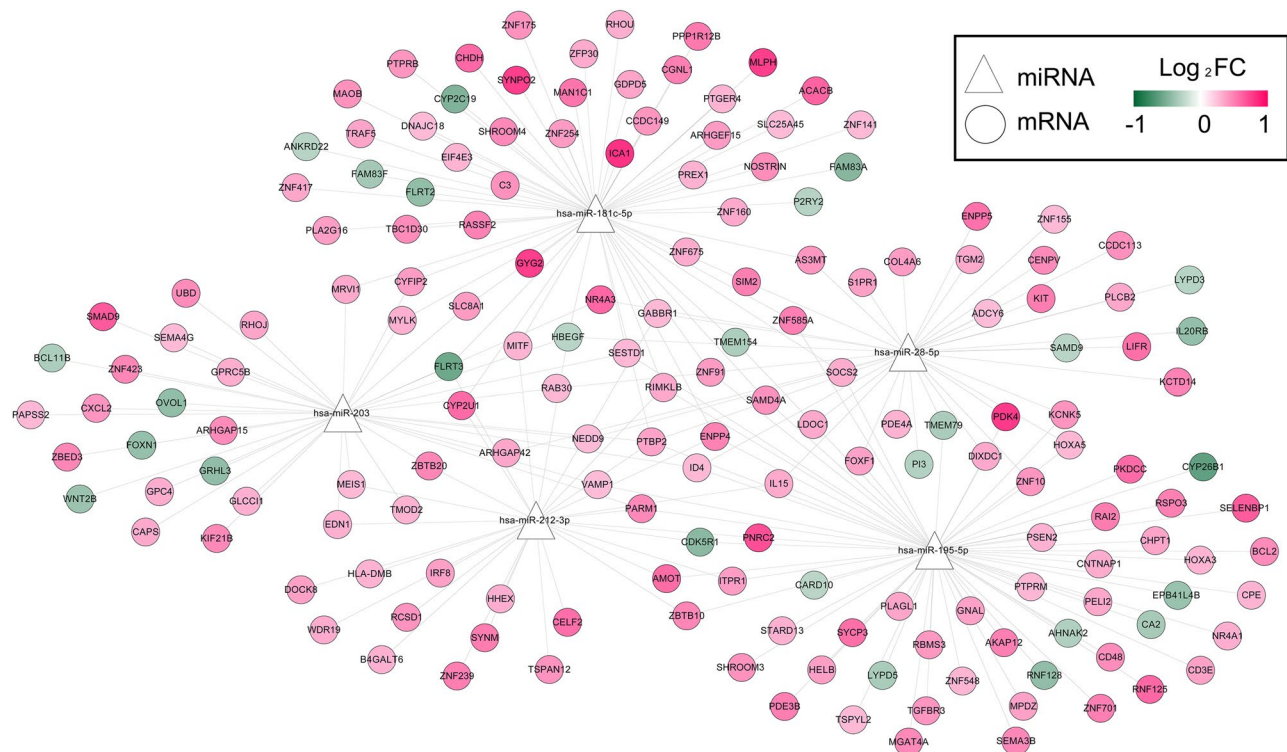 ZNF175
RHOU
PPP1R12B
PTPRB
CHDH
ZFP30
CGNL1
MLPH
SYNPO2
GDPD5
MAOB
CYP2C19
MAN1C1
PTGER4
ACACB
TRAF5
DNAJC18
SHROOM4
ZNF254
CCDC149
ARHGEF15
SLC25A45
ZNF141
ANKRD22
EIF4E3
ICA1
FAM83F
PREX1
NOSTRIN
FAM83A
ZNF417
FLRT2
C3
P2RY2
PLA2G16
TBC1D30
RASSF2
hsa-miR-181c-5p
ZNF160
miRNA
mRNA
Log₂FC
-1 0 1
ENPP5
ZNF155
ZNF675
AS3MT
COL4A6
TGM2
CENPV
CCDC113
GYG2
MRVI1
CYFIP2
SIM2
S1PR1
LYPD3
UBD
SLC8A1
NR4A3
KIT
PLCB2
SMAD9
RHOJ
MYLK
GABBR1
ZNF585A
ADCY6
SEMA4G
HBEGF
TMEM154
IL20RB
BCL11B
MITF
SESTD1
hsa-miR-28-5p
SAMD9
LIFR
ZNF423
GPRC5B
FLRT3
ZNF91
SOCS2
KCTD14
RAB30
RIMKLB
PAPSS2
CXCL2
OVOL1
hsa-miR-203
CYP2U1
SAMD4A
PDK4
KCNK5
ARHGAP15
LDOC1
PDE4A
TMEM79
ZBED3
FOXN1
NEDD9
PTBP2
ENPP4
HOXA5
GRHL3
ZBTB20
ARHGAP42
ID4
FOXF1
PI3
DIXDC1
WNT2B
GPC4
GLCCI1
MEIS1
VAMP1
IL15
ZNF10
PKDCC
CYP26B1
CAPS
KIF21B
EDN1
TMOD2
PARM1
RAI2
RSPO3
SELENBP1
hsa-miR-212-3p
CDK5R1
PNRC2
PSEN2
CHPT1
BCL2
hsa-miR-195-5p
CNTNAP1
HOXA3
HLA-DMB
IRF8
AMOT
ITPR1
CARD10
PTPRM
PELI2
EPB41L4B
CPE
DOCK8
HHEX
PLAGL1
GNAL
CA2
RCSD1
CELF2
ZBTB10
STARD13
SYCP3
AHNAK2
NR4A1
WDR19
SYNM
RBMS3
AKAP12
CD48
B4GALT6
TSPAN12
SHROOM3
HELB
LYPD5
ZNF548
RNF128
CD3E
ZNF239
RNF125
PDE3B
TSPYL2
TGFBR3
MPDZ
ZNF701
MGAT4A
SEMA3B